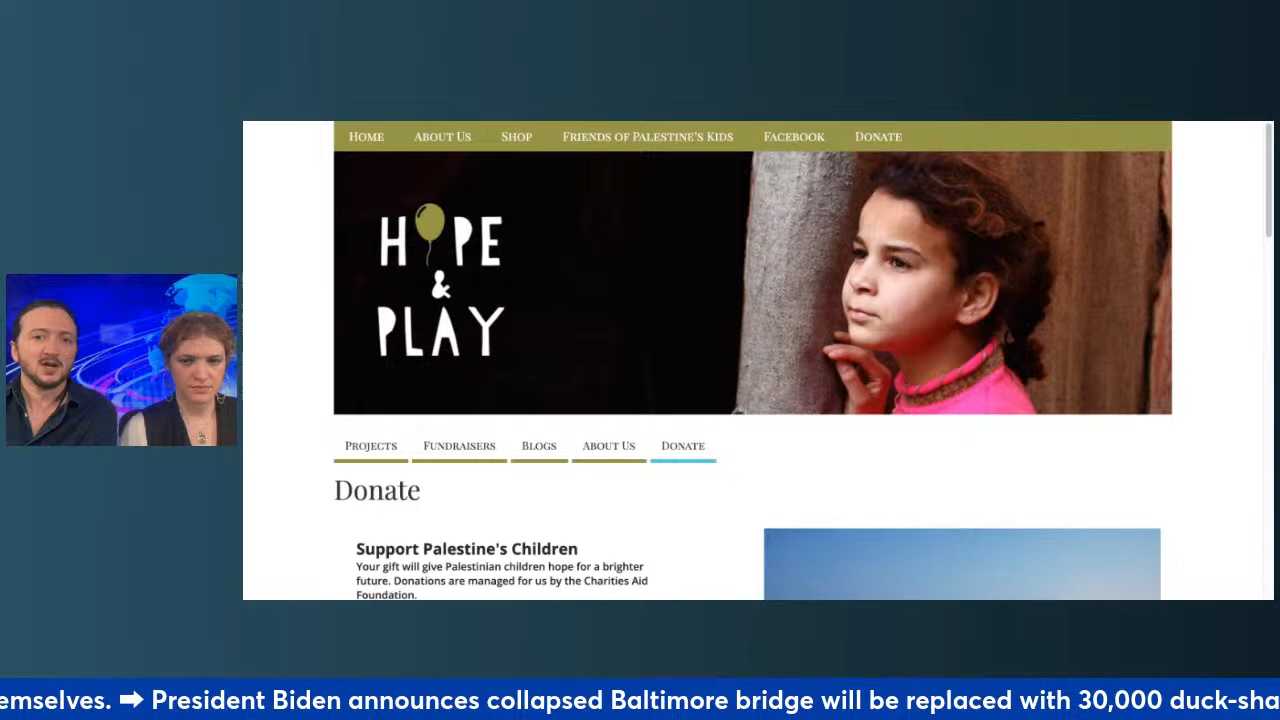 HOME ABOUT US SHOP FRIENDS OF PALESTINE'S KIDS FACEBOOK DONATE
HOPE
&
PLAY
PROJECTS FUNDRAISERS BLOGS ABOUT US DONATE
Donate
Support Palestine's Children
Your gift will give Palestinian children hope for a brighter
future. Donations are managed for us by the Charities Aid
Foundation.
emselves. ➡ President Biden announces collapsed Baltimore bridge will be replaced with 30,000 duck-sha